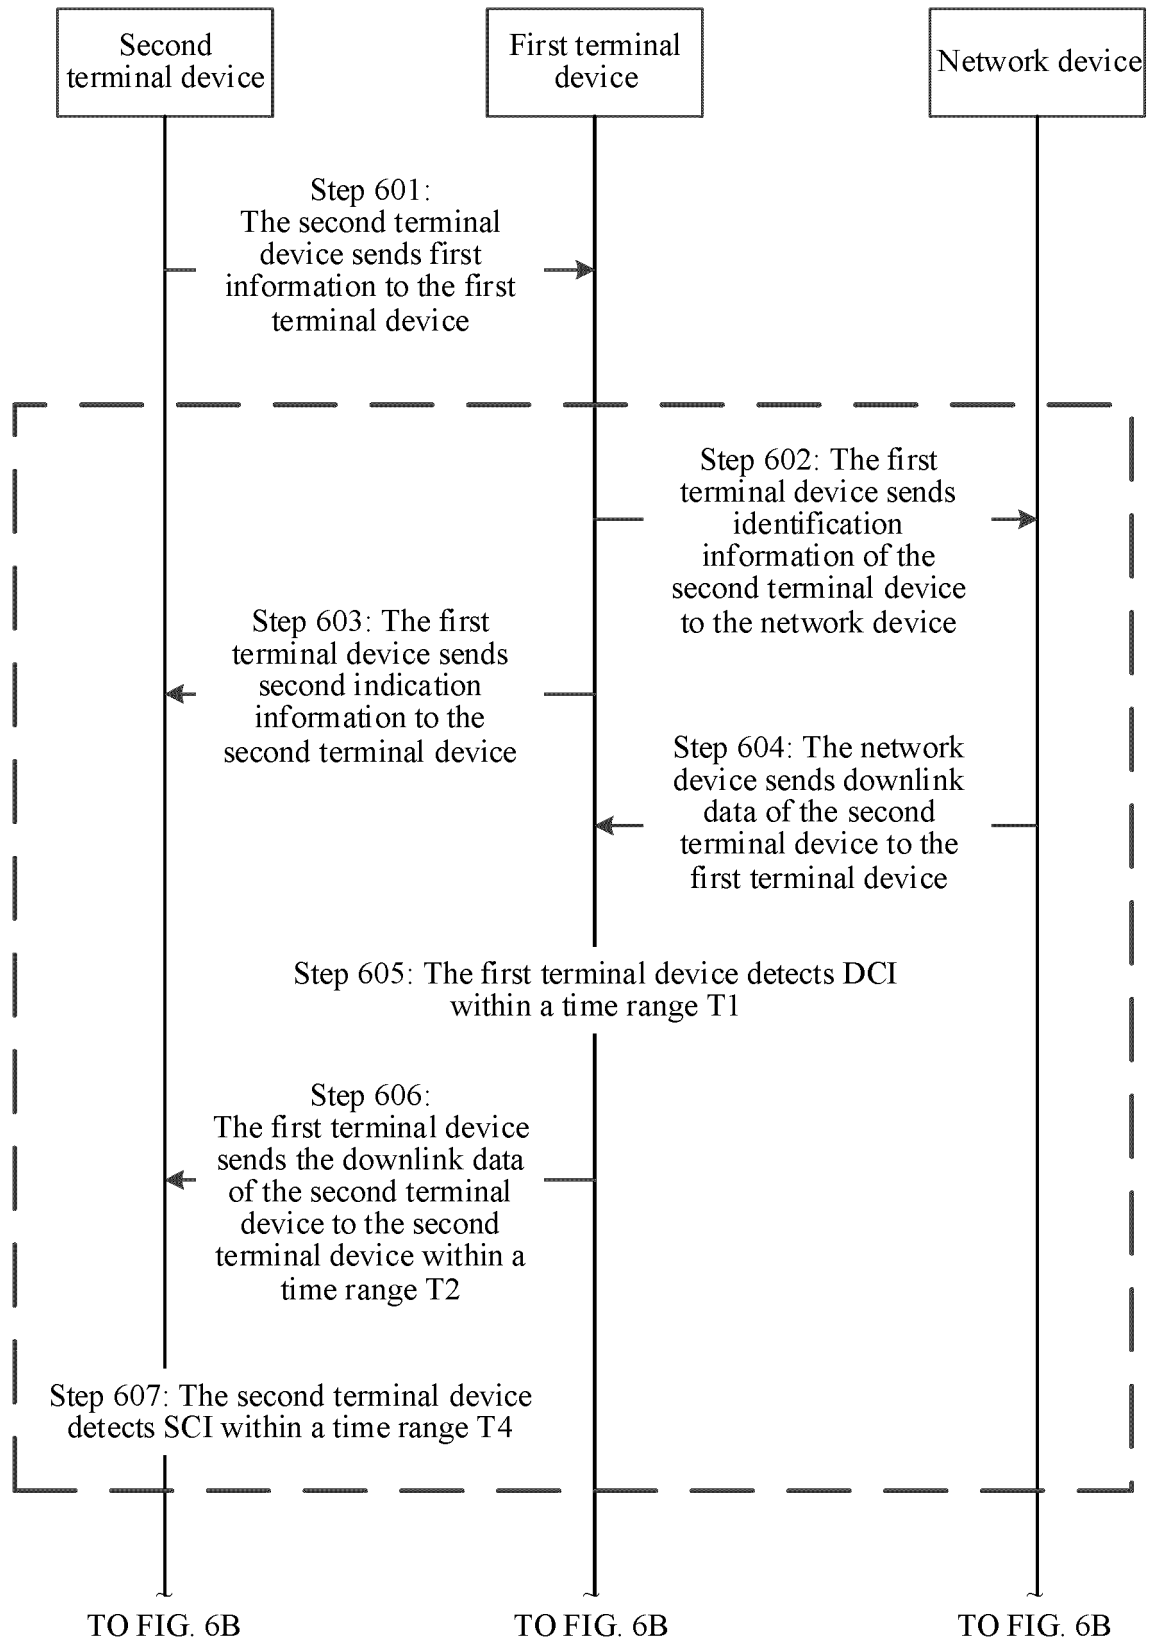 Second
terminal device
First terminal
device
Network device
Step 601:
The second terminal
device sends first
information to the first
terminal device
Step 602: The first
terminal device sends
identification
information of the
second terminal device
to the network device
Step 603: The first
terminal device sends
second indication
information to the
second terminal device
Step 604: The network
device sends downlink
data of the second
terminal device to the
first terminal device
Step 605: The first terminal device detects DCI
within a time range T1
Step 606:
The first terminal device
sends the downlink data
of the second terminal
device to the second
terminal device within a
time range T2
Step 607: The second terminal device
detects SCI within a time range T4
TO FIG. 6B
TO FIG. 6B
TO FIG. 6B